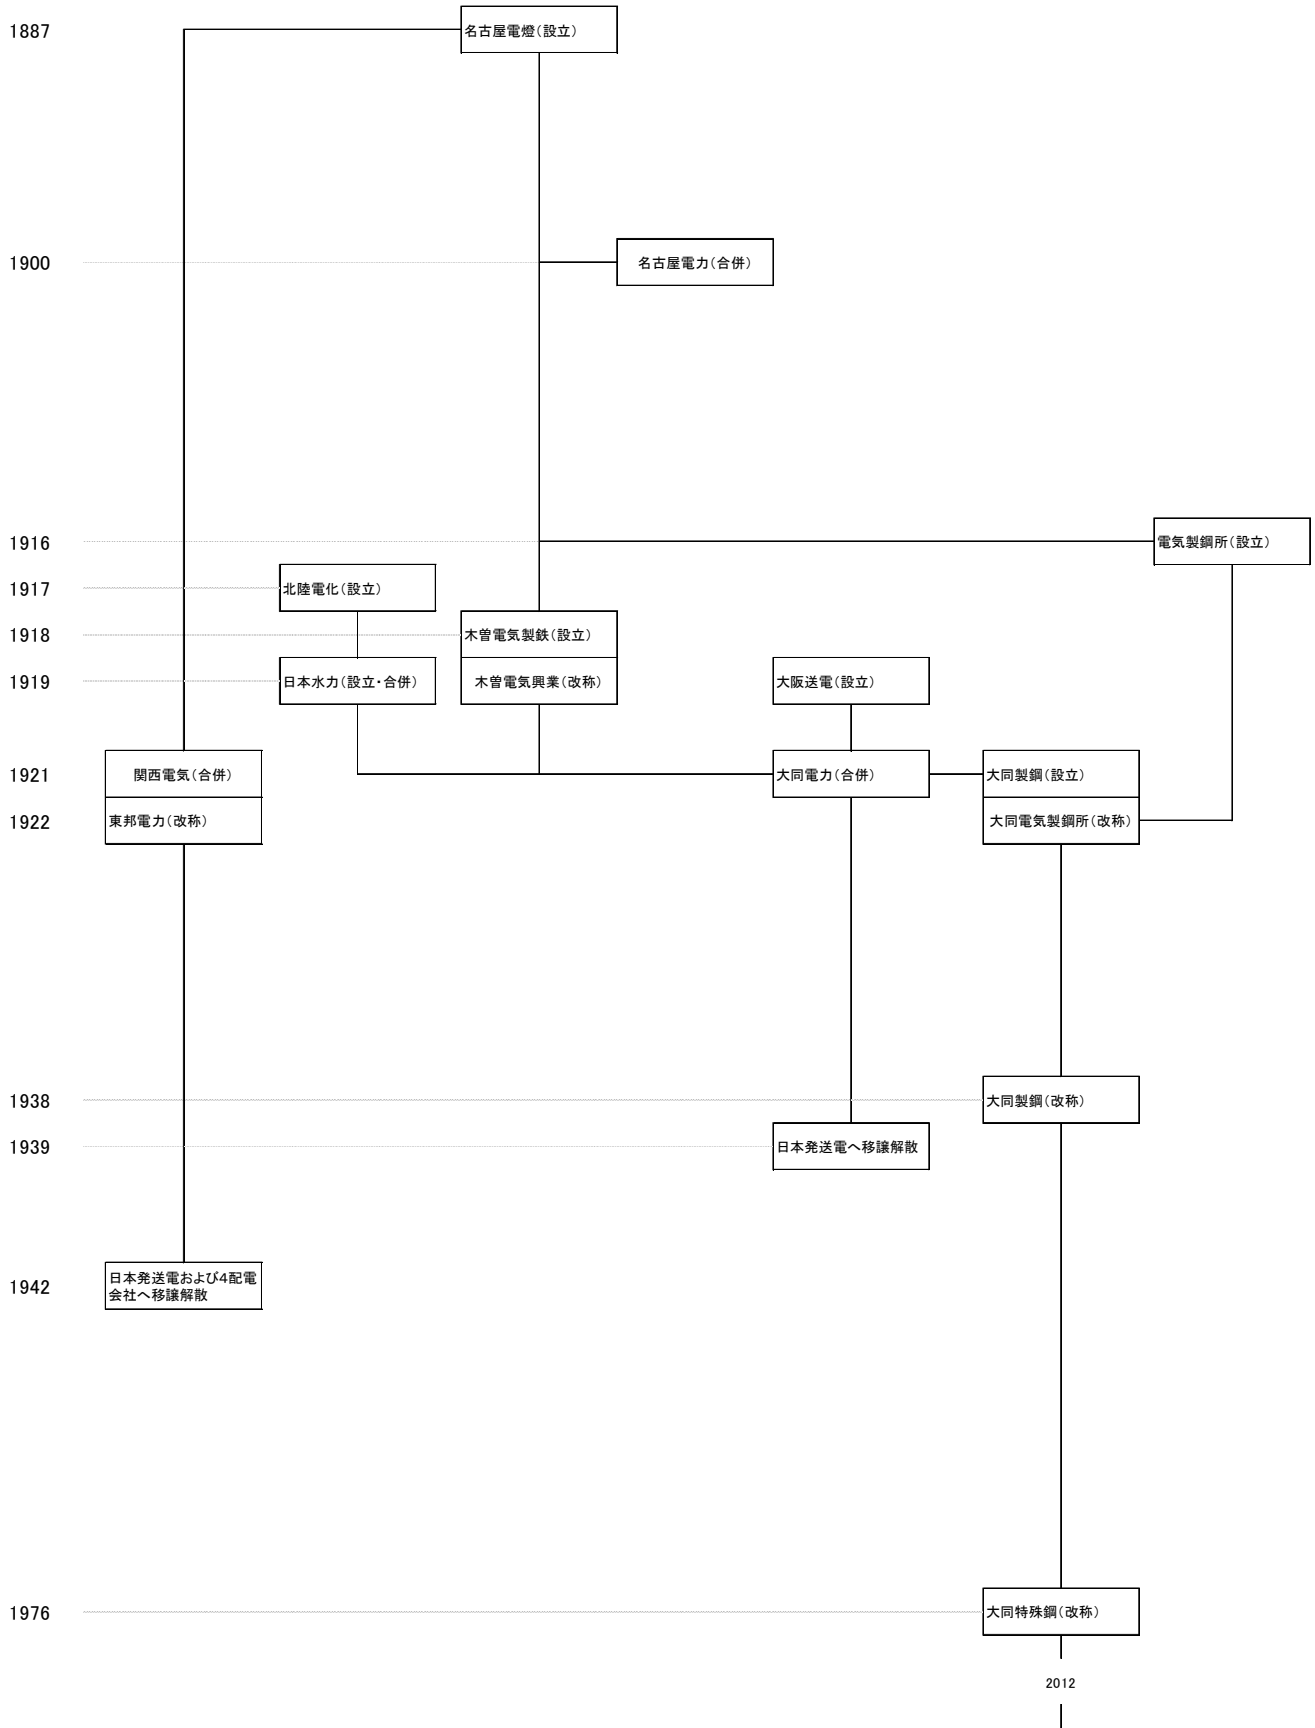 1887
名古屋電燈(設立)
1900
名古屋電力(合併)
1916
電気製鋼所(設立)
1917
北陸電化(設立)
1918
木曽電気製鉄(設立)
1919
日本水力(設立・合併)
木曽電気興業(改称)
大阪送電(設立)
1921
関西電気(合併)
大同電力(合併)
大同製鋼(設立)
1922
東邦電力(改称)
大同電気製鋼所(改称)
1938
大同製鋼(改称)
1939
日本発送電へ移譲解散
1942
日本発送電および4配電
会社へ移譲解散
1976
大同特殊鋼(改称)
2012